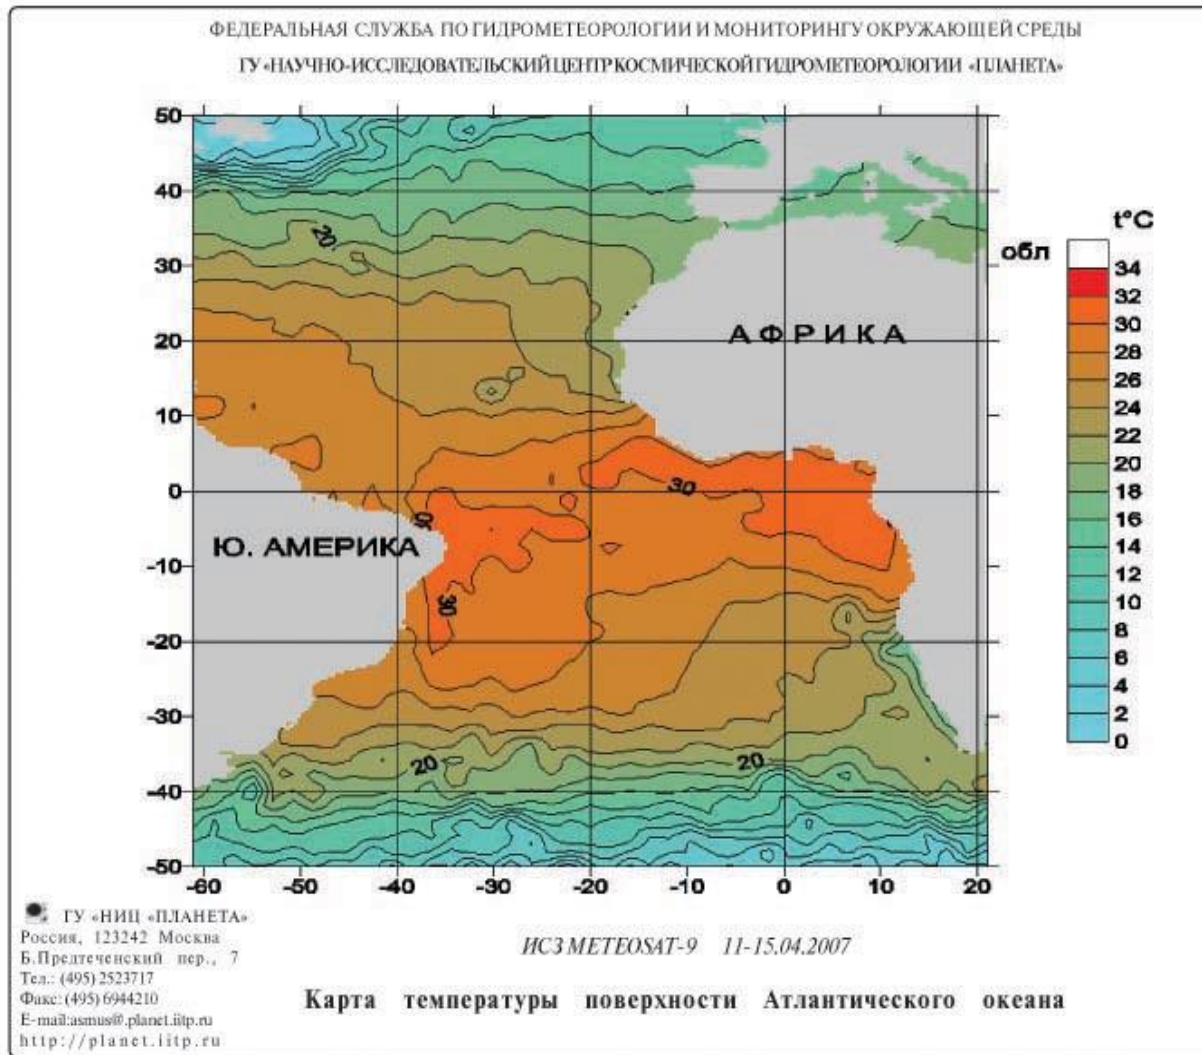 ФЕДЕРАЛЬНАЯ СЛУЖБА ПО ГИДРОМЕТЕОРОЛОГИИ И МОНИТОРИНГУ ОКРУЖАЮЩЕЙ СРЕДЫ
ГУ «НАУЧНО-ИССЛЕДОВАТЕЛЬСКИЙ ЦЕНТР КОСМИЧЕСКОЙ ГИДРОМЕТЕОРОЛОГИИ «ПЛАНЕТА»
50
40
30
20
10
0
-10
-20
-30
-40
-50
-60 -50 -40 -30 -20 -10 0 10 20
20
АФРИКА
30
30
Ю. АМЕРИКА
30
20
20
t°C
обл
34
32
30
28
26
24
22
20
18
16
14
12
10
8
6
4
2
0
ГУ «НИЦ «ПЛАНЕТА»
Россия, 123242 Москва
Б.Предтеченский пер., 7
Тел.: (495) 2523717
Факс: (495) 6944210
E-mail:asmus@.planet.iitp.ru
http://planet.iitp.ru
ИСЗ METEOSAT-9 11-15.04.2007
Карта температуры поверхности Атлантического океана